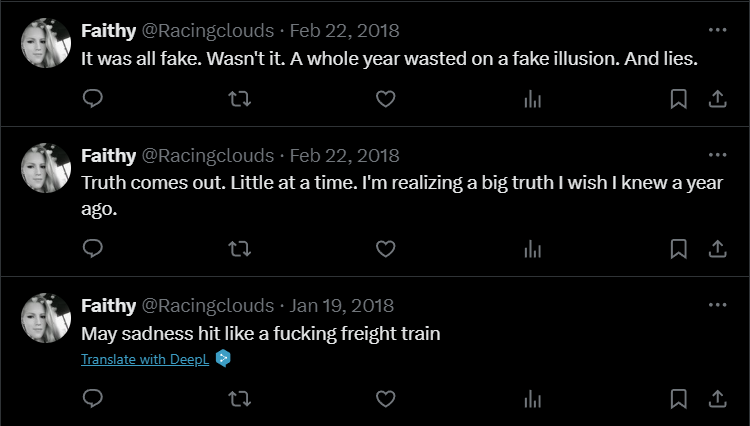 Faithy @Racingclouds · Feb 22, 2018
It was all fake. Wasn't it. A whole year wasted on a fake illusion. And lies.
Faithy @Racingclouds · Feb 22, 2018
Truth comes out. Little at a time. I'm realizing a big truth I wish I knew a year
ago.
Faithy @Racingclouds · Jan 19, 2018
May sadness hit like a fucking freight train
Translate with DeepL